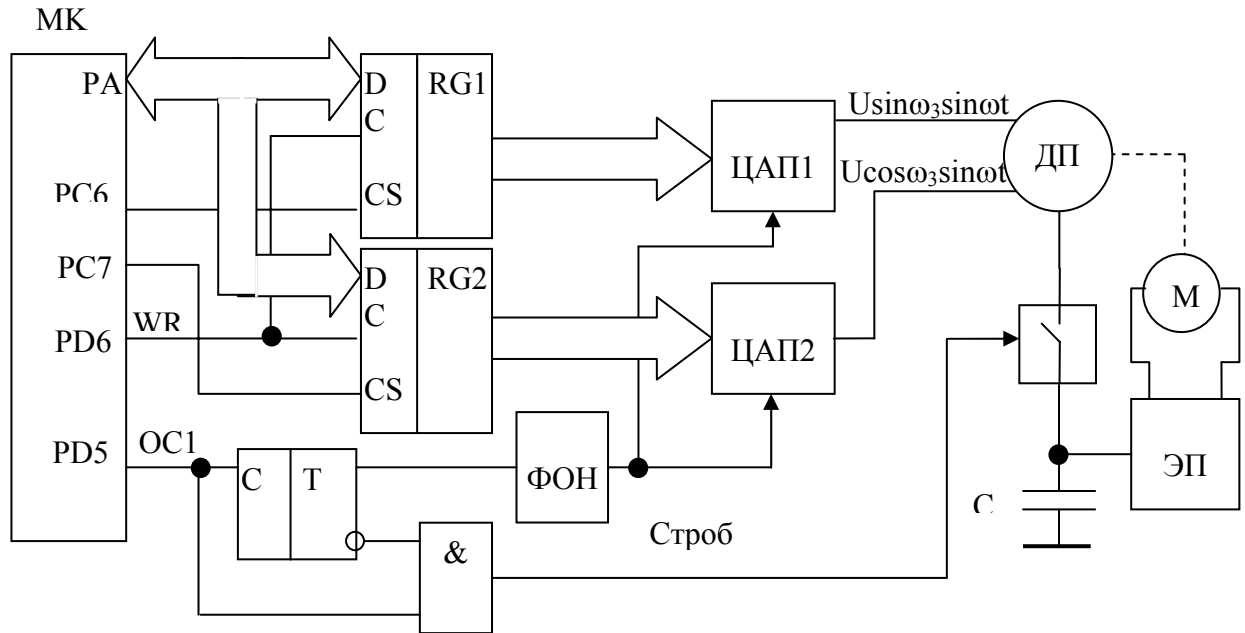 МК
PA
PC6
PC7
PD6
PD5
WR
OC1
D
C
CS
RG1
D
C
CS
RG2
C
T
&
ФОН
ЦАП1
ЦАП2
Usinω₃sinωt
Ucosω₃sinωt
ДП
М
ЭП
С
Строб